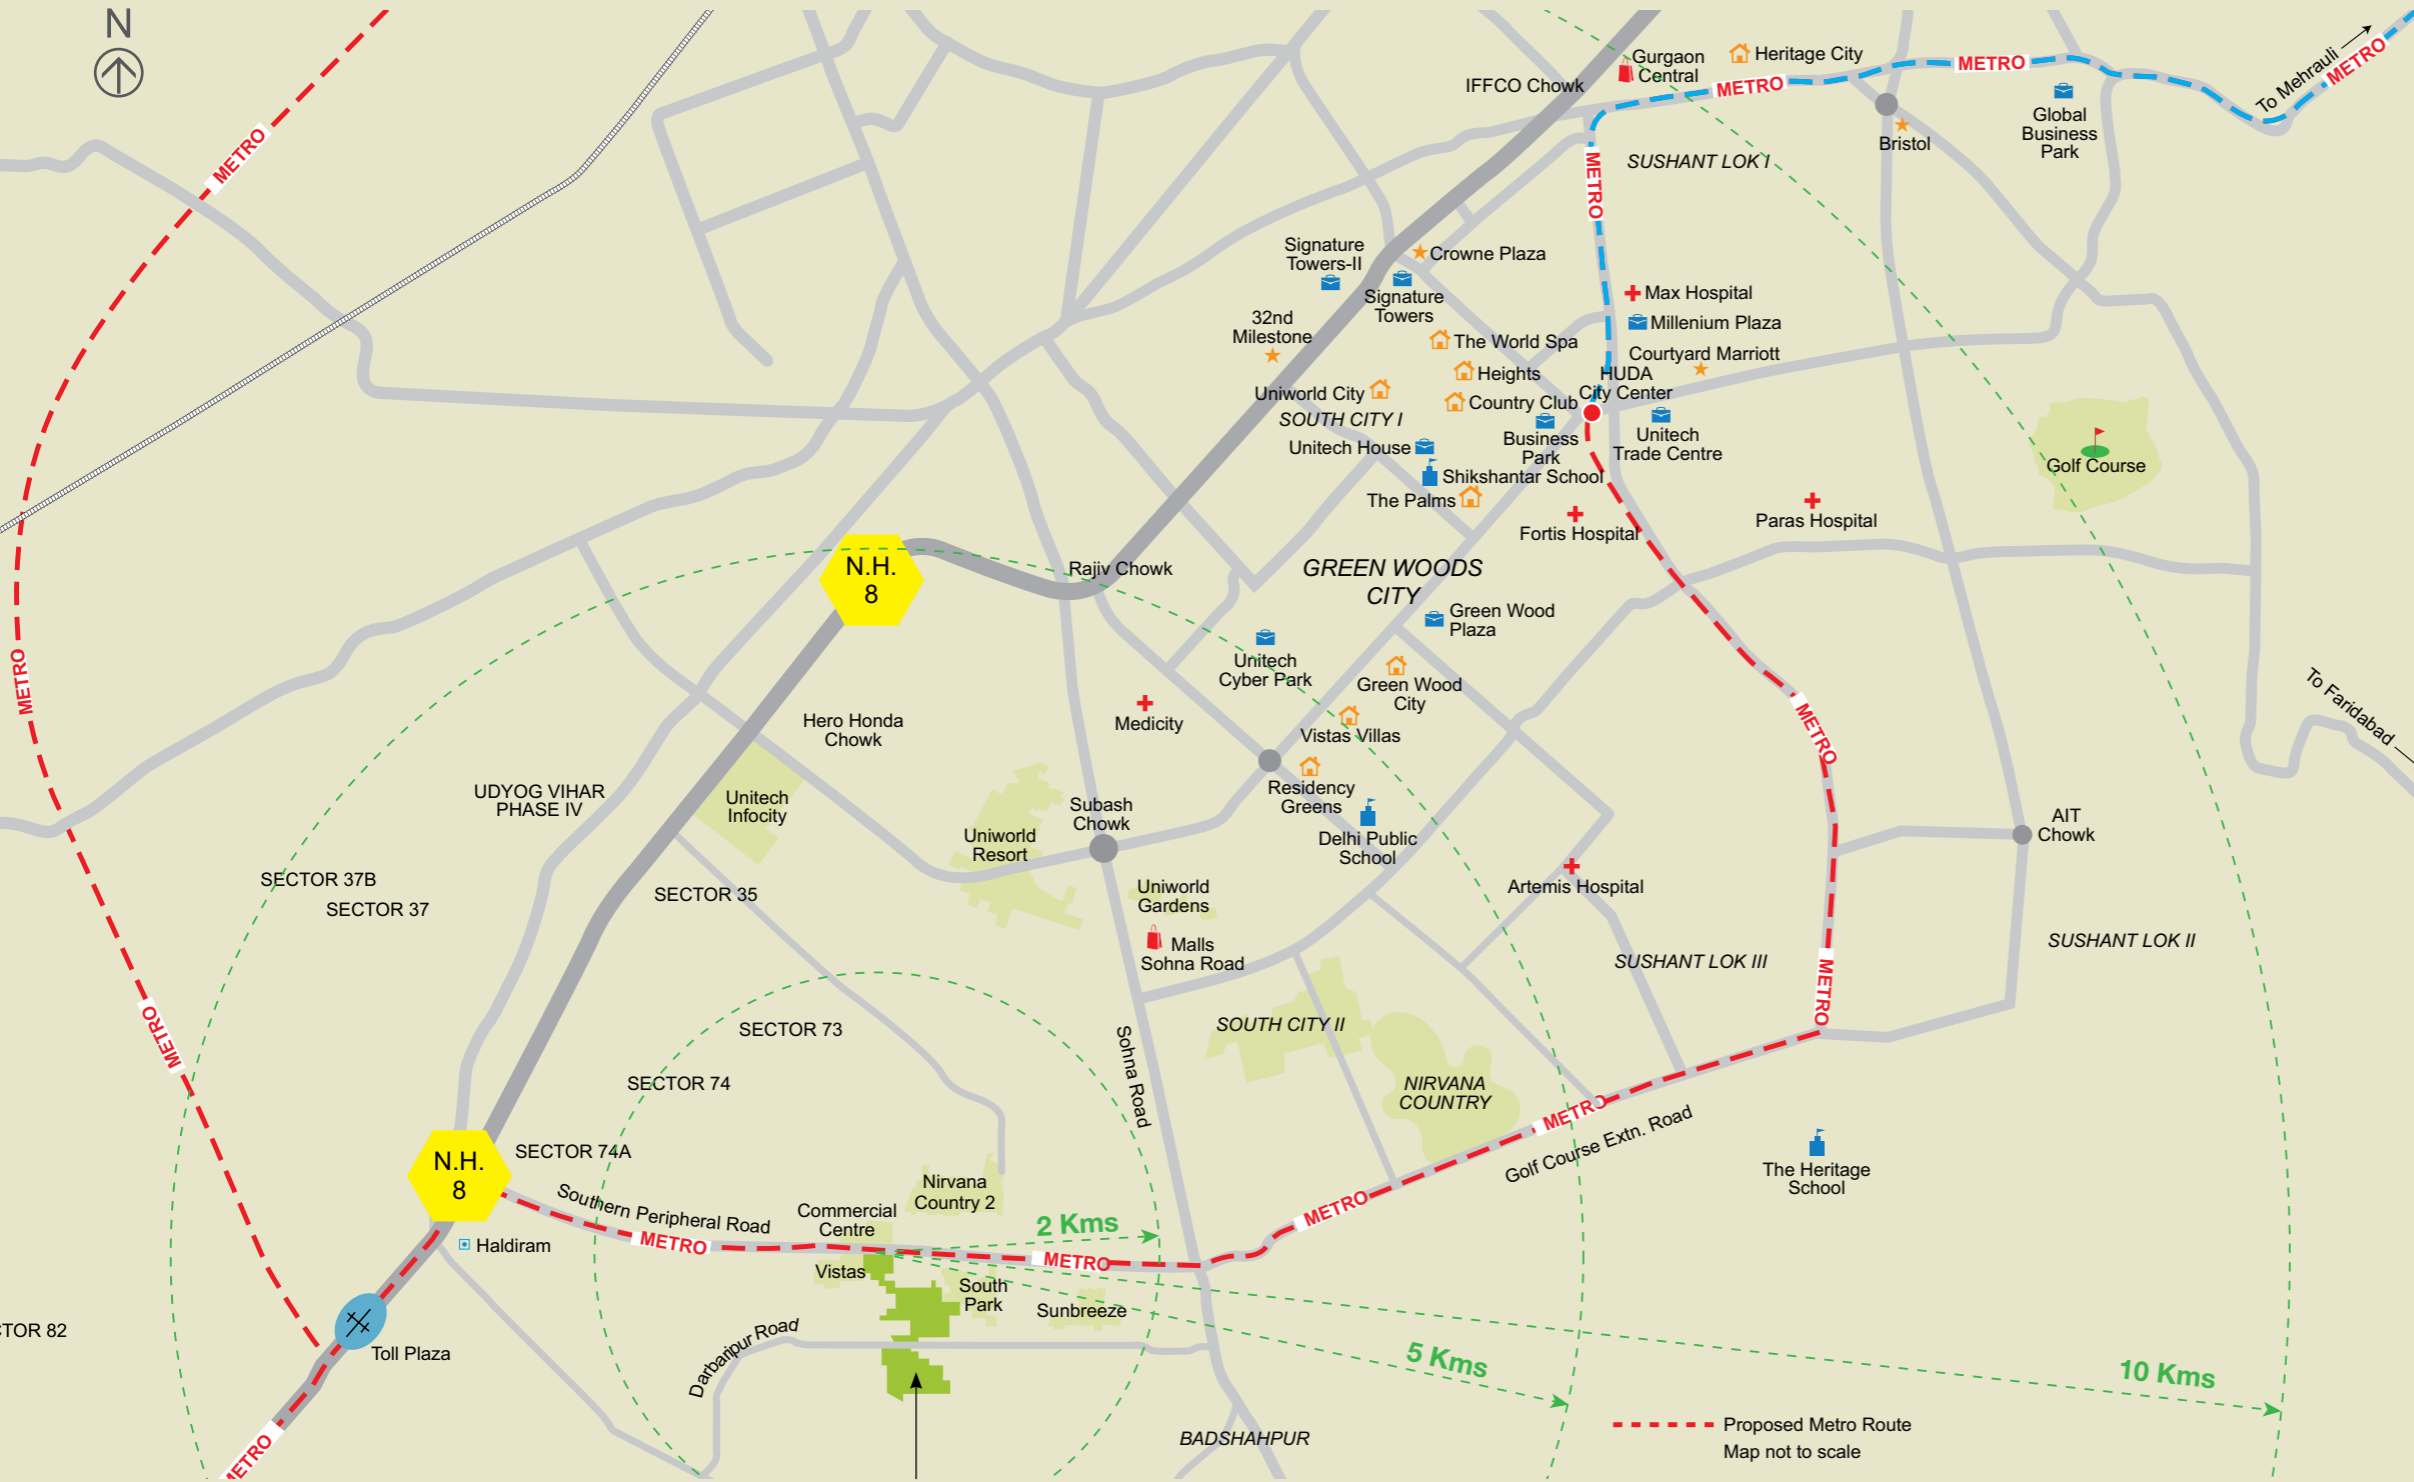 N
METRO
IFFCO Chowk
Gurgaon
Central
Heritage City
METRO
METRO
To Mehrauli
METRO
Global
Business
Park
Bristol
METRO
SUSHANT LOK I
Signature
Towers-II
Crowne Plaza
Signature
Towers
Max Hospital
32nd
Milestone
Millenium Plaza
The World Spa
Courtyard Marriott
Heights
HUDA
City Center
Uniworld City
Country Club
SOUTH CITY I
Business
Park
Unitech
Trade Centre
Unitech House
Golf Course
Shikshantar School
The Palms
Fortis Hospital
Paras Hospital
N.H.
8
Rajiv Chowk
GREEN WOODS
CITY
Green Wood
Plaza
METRO
Unitech
Cyber Park
Green Wood
City
To Faridabad
Hero Honda
Chowk
Medicity
Vistas Villas
METRO
UDYOG VIHAR
PHASE IV
Unitech
Infocity
Residency
Greens
Subash
Chowk
Delhi Public
School
AIT
Chowk
Uniworld
Resort
SECTOR 37B
SECTOR 37
SECTOR 35
Uniworld
Gardens
Artemis Hospital
Malls
Sohna Road
SUSHANT LOK III
SUSHANT LOK II
METRO
METRO
SECTOR 73
SOUTH CITY II
Sohna Road
SECTOR 74
NIRVANA
COUNTRY
METRO
Golf Course Extn. Road
SECTOR 74A
N.H.
8
The Heritage
School
Nirvana
Country 2
Southern Peripheral Road
Commercial
Centre
METRO
2 Kms
METRO
METRO
Haldiram
Vistas
South
Park
Sunbreeze
TOR 82
Toll Plaza
Darbaripur Road
5 Kms
10 Kms
METRO
BADSHAHPUR
Proposed Metro Route
Map not to scale